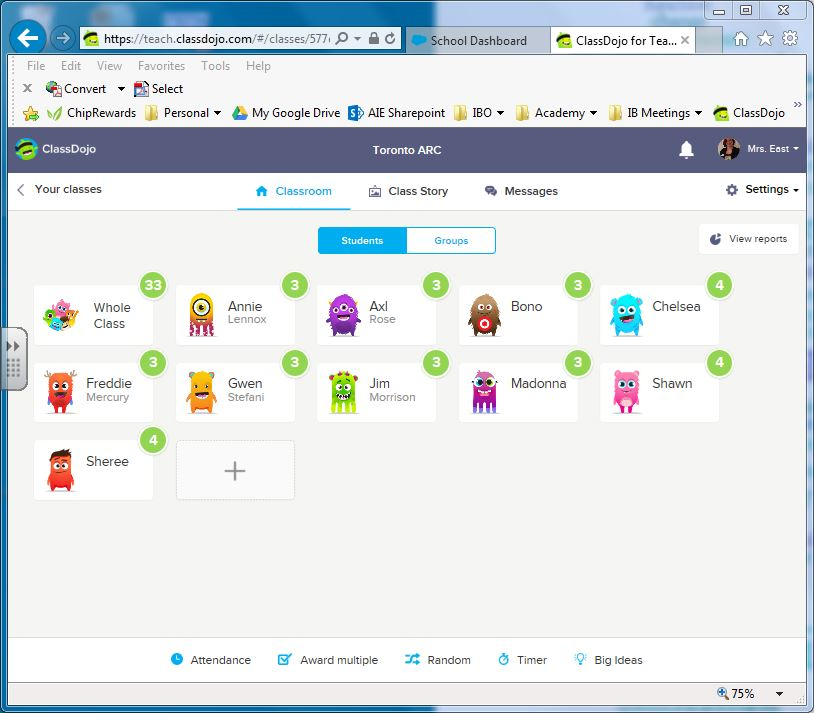 https://teach.classdojo.com/#/classes/577
School Dashboard
ClassDojo for Tea...
File Edit View Favorites Tools Help
Convert Select
ChipRewards Personal My Google Drive AIE Sharepoint IBO Academy IB Meetings ClassDojo
ClassDojo
Toronto ARC
Mrs. East
Your classes
Classroom
Class Story
Messages
Settings
Students
Groups
View reports
33
Whole
Class
3
Annie
Lennox
3
Axl
Rose
3
Bono
4
Chelsea
3
Freddie
Mercury
3
Gwen
Stefani
3
Jim
Morrison
3
Madonna
4
Shawn
4
Sheree
Attendance
Award multiple
Random
Timer
Big Ideas
75%